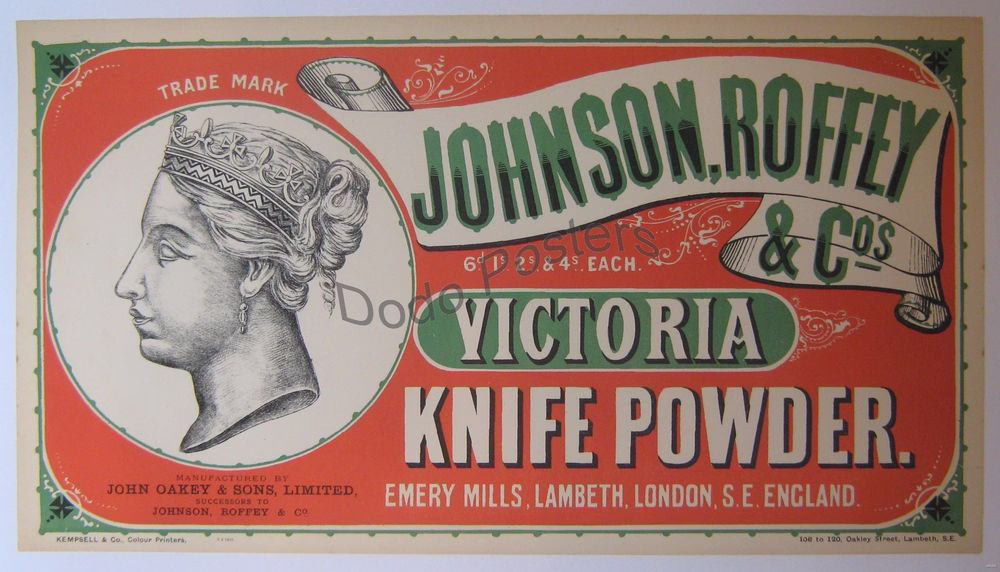 TRADE MARK
JOHNSON, ROFFEY
& Co's
6D 1S 2S & 4S EACH.
Dodo Posters
VICTORIA
KNIFE POWDER.
MANUFACTURED BY
JOHN OAKEY & SONS, LIMITED,
SUCCESSORS TO
JOHNSON, ROFFEY & Co.
EMERY MILLS, LAMBETH, LONDON, S.E. ENGLAND.
KEMPSELL & Co., Colour Printers,
106 to 120, Oakley Street, Lambeth, S.E.